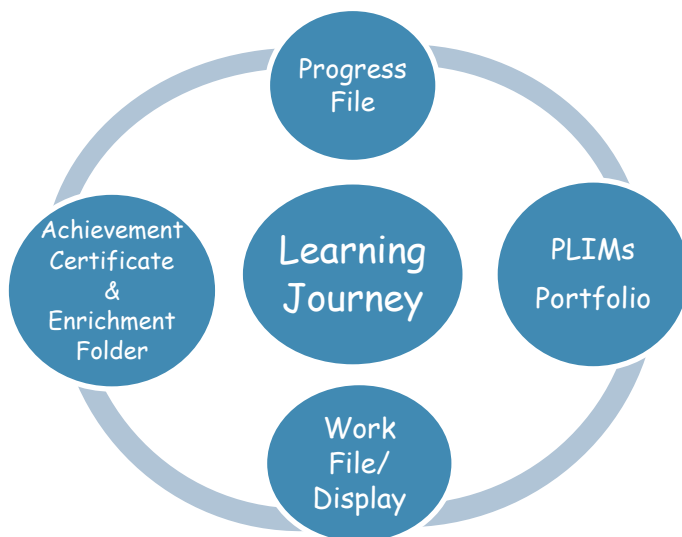 Progress
File
Achievement
Certificate
&
Enrichment
Folder
Learning
Journey
PLIMs
Portfolio
Work
File/
Display